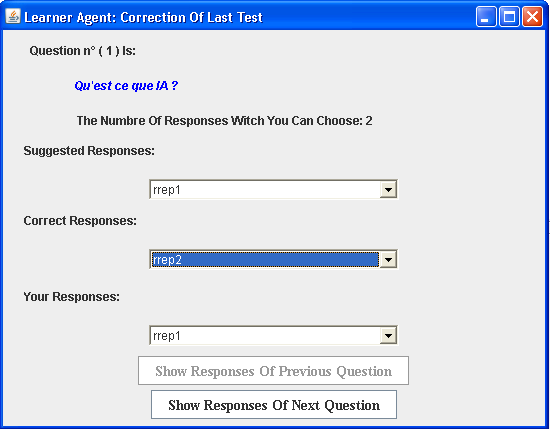 Learner Agent: Correction Of Last Test
Question n° ( 1 ) Is:
Qu'est ce que IA ?
The Numbre Of Responses Witch You Can Choose: 2
Suggested Responses:
rrep1
Correct Responses:
rrep2
Your Responses:
rrep1
Show Responses Of Previous Question
Show Responses Of Next Question